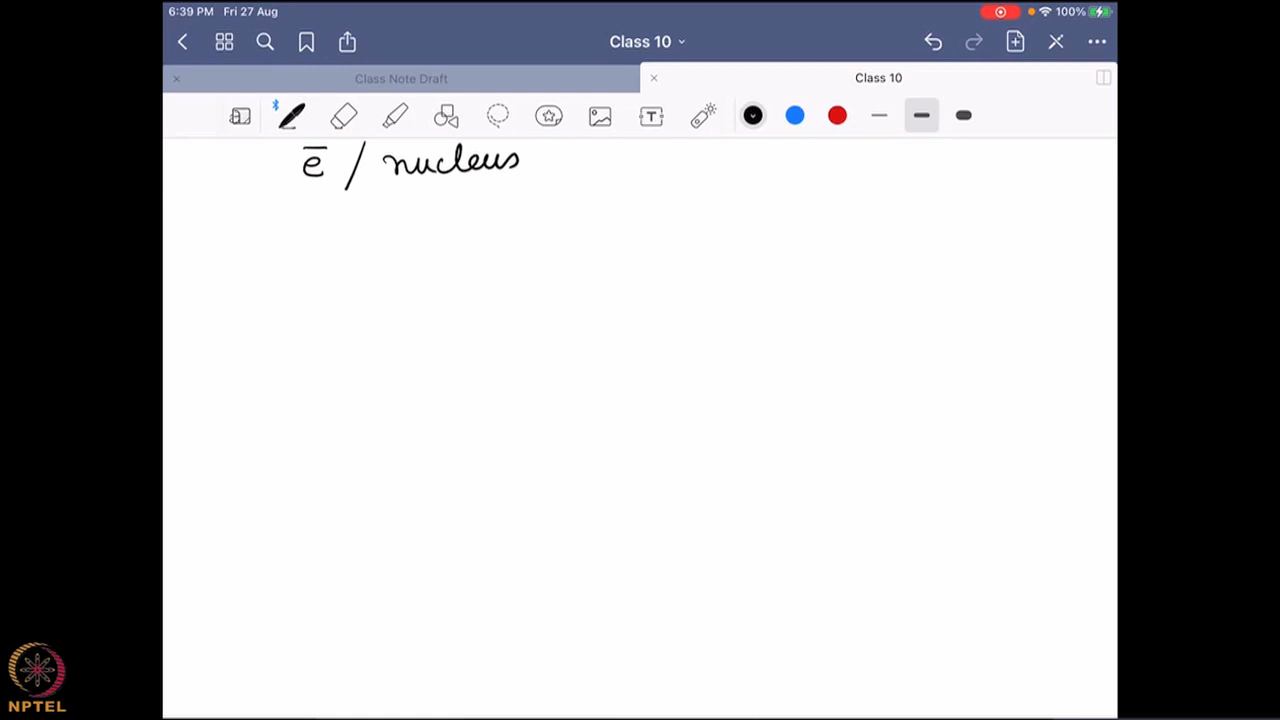 6:39 PM Fri 27 Aug 100%
Class 10
Class Note Draft Class 10
T
e̅ / nucleus
NPTEL